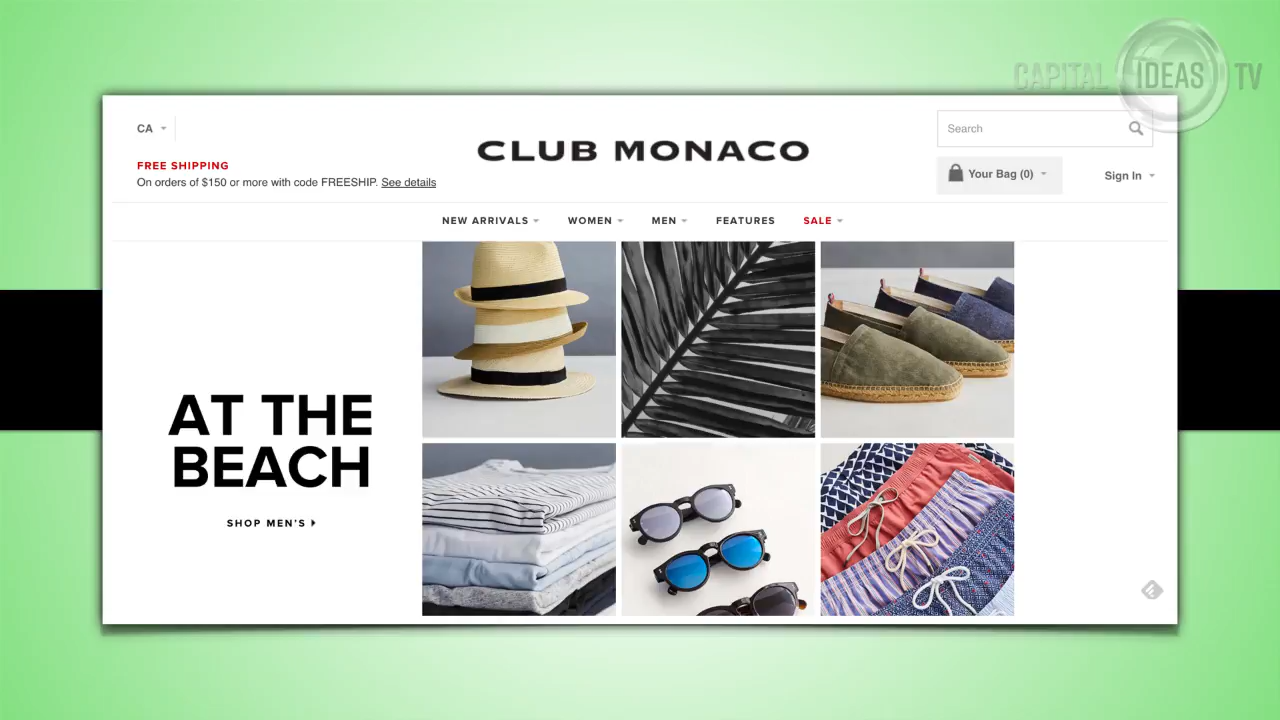 CAPITAL IDEAS TV
CA
CLUB MONACO
Search
FREE SHIPPING
On orders of $150 or more with code FREESHIP. See details
Your Bag (0)
Sign In
NEW ARRIVALS WOMEN MEN FEATURES SALE
AT THE
BEACH
SHOP MEN'S